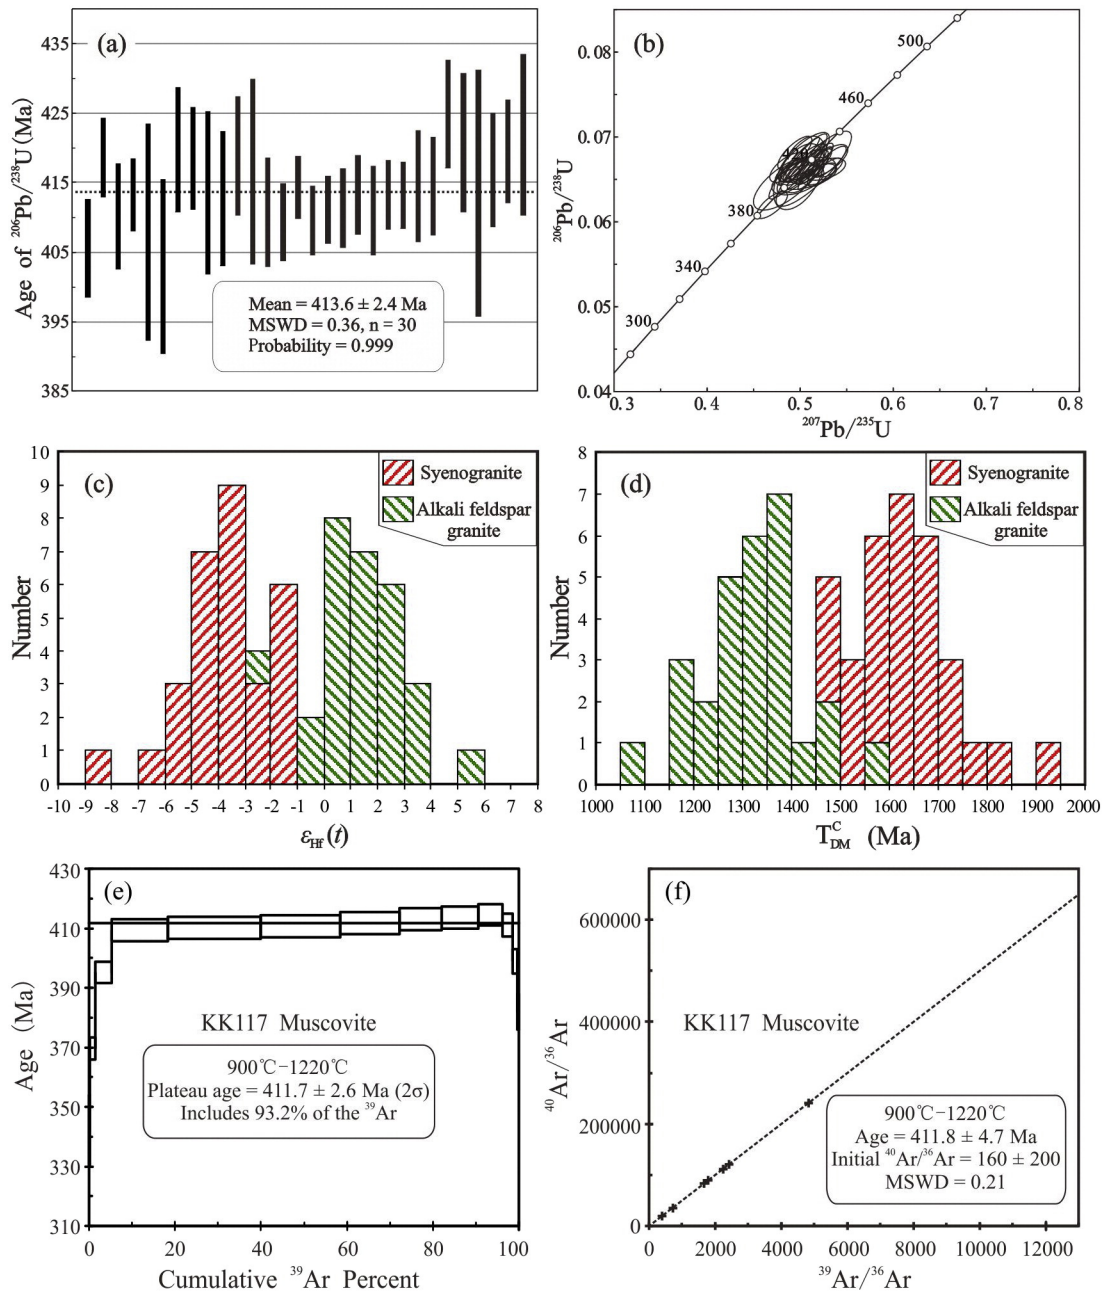 (a)
Age of ²⁰⁶Pb/²³⁸U (Ma)
435
425
415
405
395
385
Mean = 413.6 ± 2.4 Ma
MSWD = 0.36, n = 30
Probability = 0.999
(b)
²⁰⁶Pb/²³⁸U
0.08
0.07
0.06
0.05
0.04
500
460
420
380
340
300
0.3 0.4 0.5 0.6 0.7 0.8
²⁰⁷Pb/²³⁵U
(c)
Syenogranite
Alkali feldspar
granite
Number
10
9
8
7
6
5
4
3
2
1
0
-10 -9 -8 -7 -6 -5 -4 -3 -2 -1 0 1 2 3 4 5 6 7 8
εHf(t)
(d)
Syenogranite
Alkali feldspar
granite
Number
8
7
6
5
4
3
2
1
0
1000 1100 1200 1300 1400 1500 1600 1700 1800 1900 2000
T_DM^C (Ma)
(e)
Age (Ma)
430
410
390
370
350
330
310
KK117 Muscovite
900℃-1220℃
Plateau age = 411.7 ± 2.6 Ma (2σ)
Includes 93.2% of the ³⁹Ar
0 20 40 60 80 100
Cumulative ³⁹Ar Percent
(f)
⁴⁰Ar/³⁶Ar
600000
400000
200000
0
KK117 Muscovite
900℃-1220℃
Age = 411.8 ± 4.7 Ma
Initial ⁴⁰Ar/³⁶Ar = 160 ± 200
MSWD = 0.21
0 2000 4000 6000 8000 10000 12000
³⁹Ar/³⁶Ar